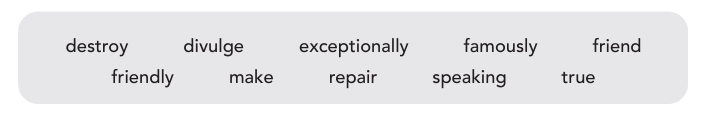 destroy divulge exceptionally famously friend
friendly make repair speaking true